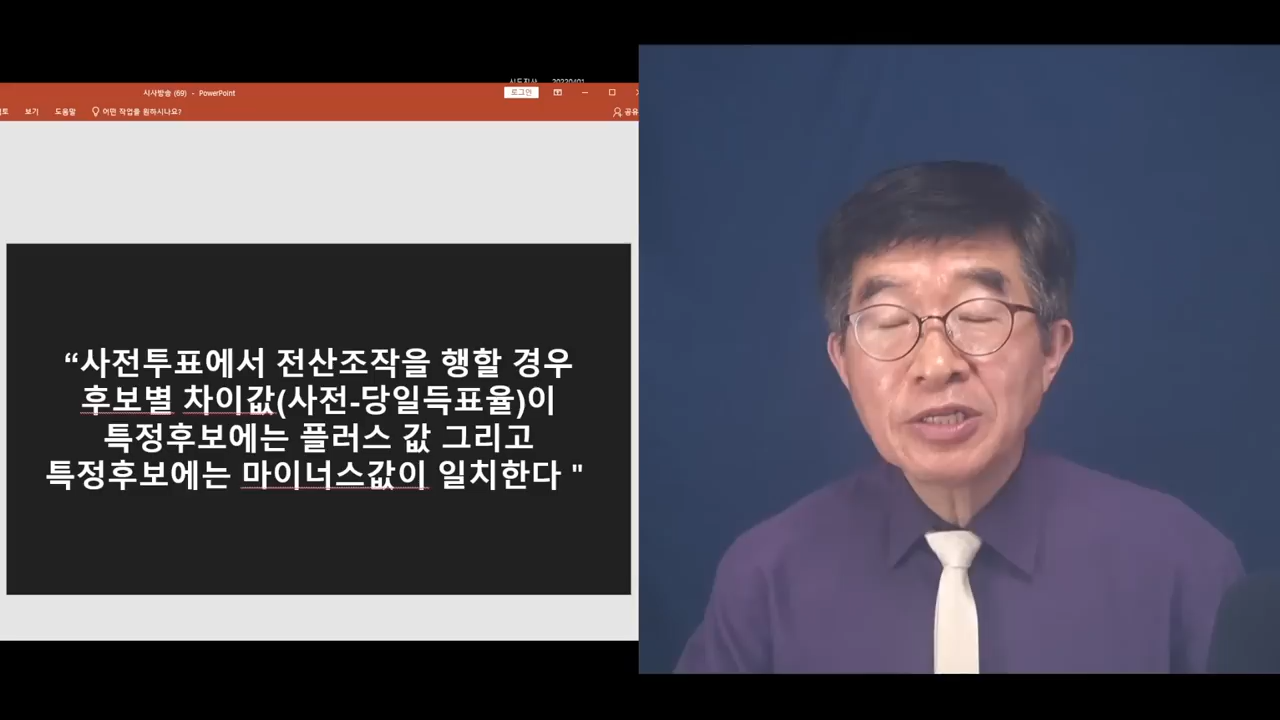 시사방송 (69) - PowerPoint
로그인
보기
도움말
어떤 작업을 원하시나요?
공유
“사전투표에서 전산조작을 행할 경우
후보별 차이값(사전-당일득표율)이
특정후보에는 플러스 값 그리고
특정후보에는 마이너스값이 일치한다 "